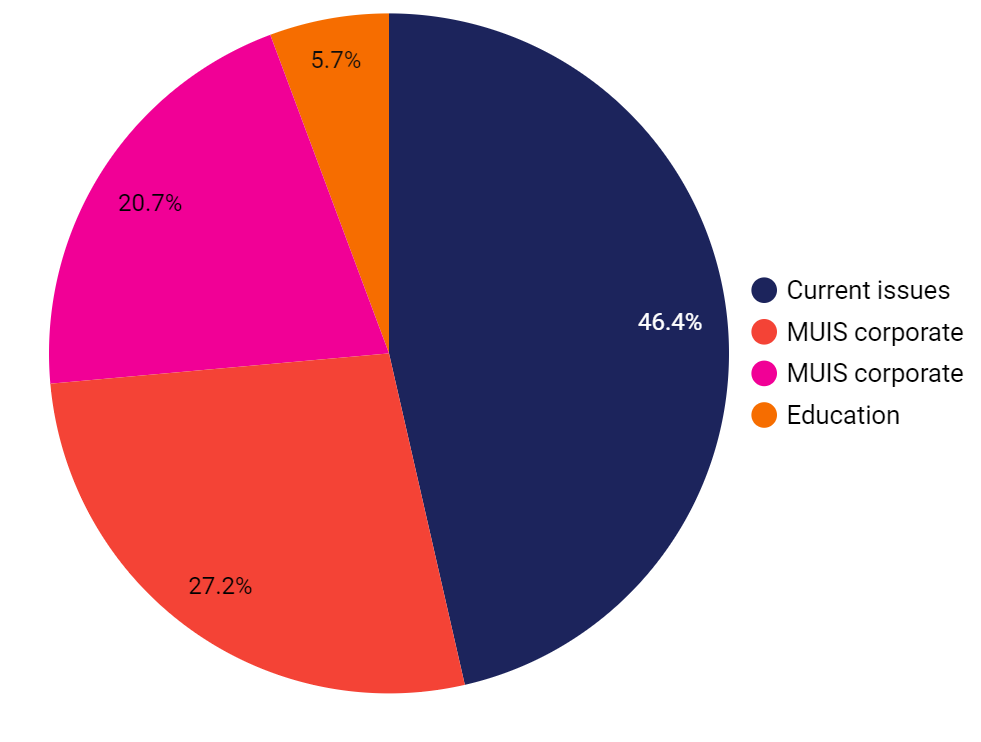 5.7%
20.7%
46.4%
27.2%
Current issues
MUIS corporate
MUIS corporate
Education